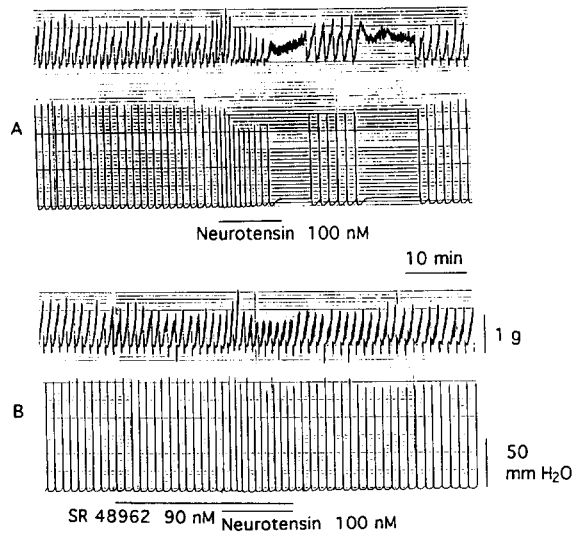 A
Neurotensin 100 nM
10 min
1 g
B
50
mm H₂O
SR 48962 90 nM
Neurotensin 100 nM